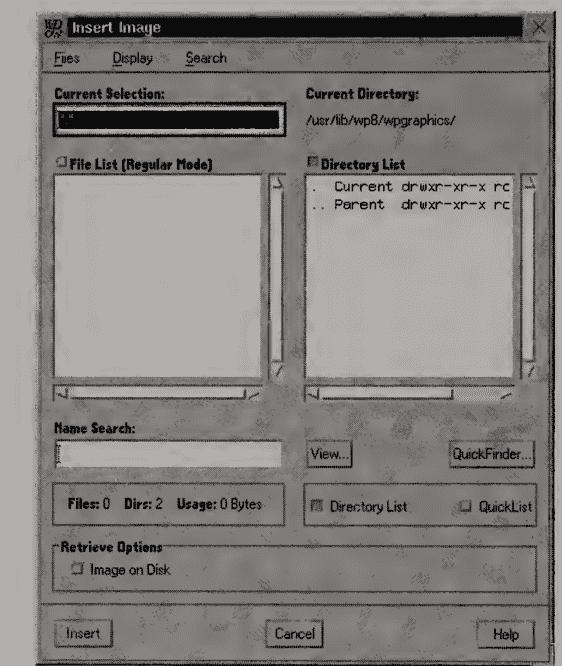 WP
Insert Image
Files Display Search
Current Selection: Current Directory:
/usr/lib/wp8/wpgraphics/
File List (Regular Mode) Directory List
. Current drwxr-xr-x rc
.. Parent drwxr-xr-x rc
Name Search:
View... QuickFinder...
Files: 0 Dirs: 2 Usage: 0 Bytes Directory List QuickList
Retrieve Options
Image on Disk
Insert Cancel Help